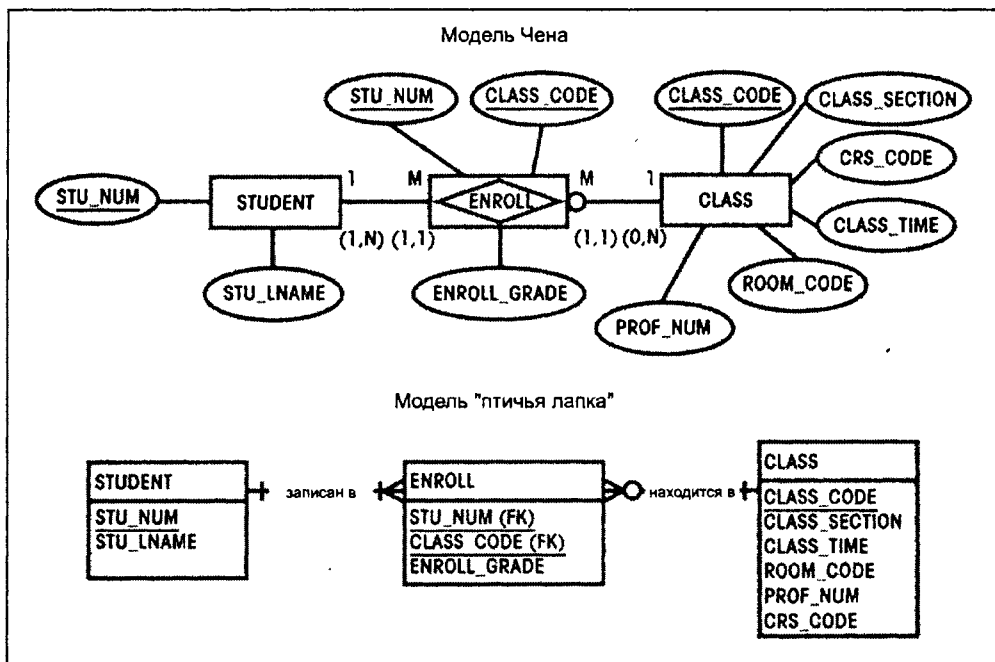 Модель Чена
STU_NUM
CLASS_CODE
CLASS_CODE
CLASS_SECTION
CRS_CODE
STU_NUM
STUDENT
1
M
ENROLL
M
1
CLASS
CLASS_TIME
(1,N) (1,1)
(1,1) (0,N)
ROOM_CODE
STU_LNAME
ENROLL_GRADE
PROF_NUM
Модель "птичья лапка"
STUDENT
STU_NUM
STU_LNAME
записан в
ENROLL
STU_NUM (FK)
CLASS_CODE (FK)
ENROLL_GRADE
находится в
CLASS
CLASS_CODE
CLASS_SECTION
CLASS_TIME
ROOM_CODE
PROF_NUM
CRS_CODE